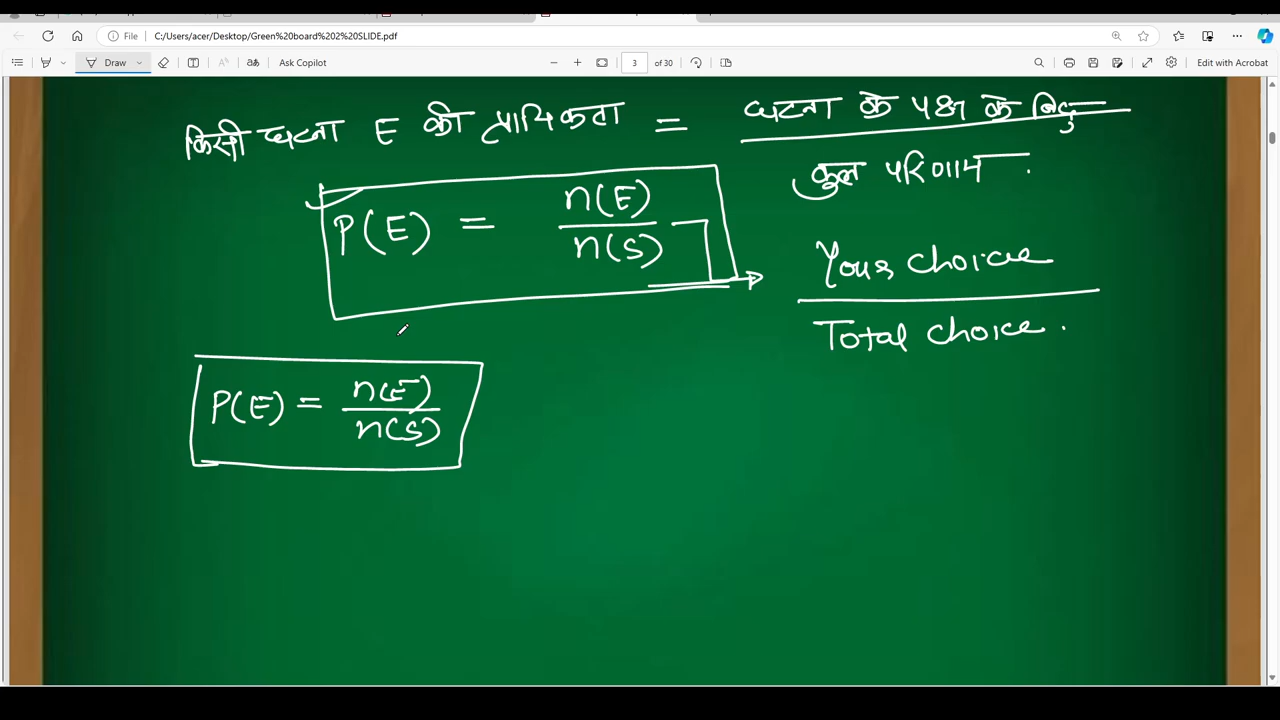 File C:/Users/acer/Desktop/Green%20board%202%20SLIDE.pdf
Draw Ask Copilot 3 of 30 Edit with Acrobat
किसी घटना E की प्रायिकता = घटना के पक्ष के बिंदु
कुल परिणाम .
P(E) = n(E)
n(S)
Your choice
Total choice .
P(E) = n(E)
n(S)